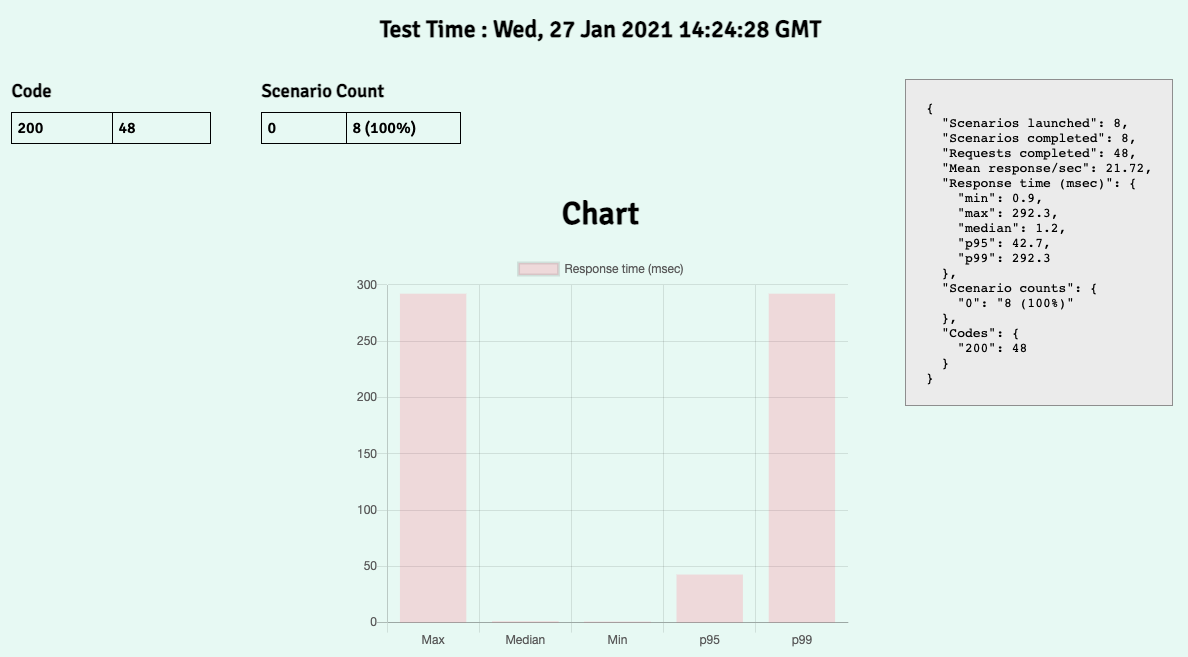 Test Time : Wed, 27 Jan 2021 14:24:28 GMT
Code
200 48
Scenario Count
0 8 (100%)
{
"Scenarios launched": 8,
"Scenarios completed": 8,
"Requests completed": 48,
"Mean response/sec": 21.72,
"Response time (msec)": {
"min": 0.9,
"max": 292.3,
"median": 1.2,
"p95": 42.7,
"p99": 292.3
},
"Scenario counts": {
"0": "8 (100%)"
},
"Codes": {
"200": 48
}
}
Chart
Response time (msec)
300
250
200
150
100
50
0
Max Median Min p95 p99